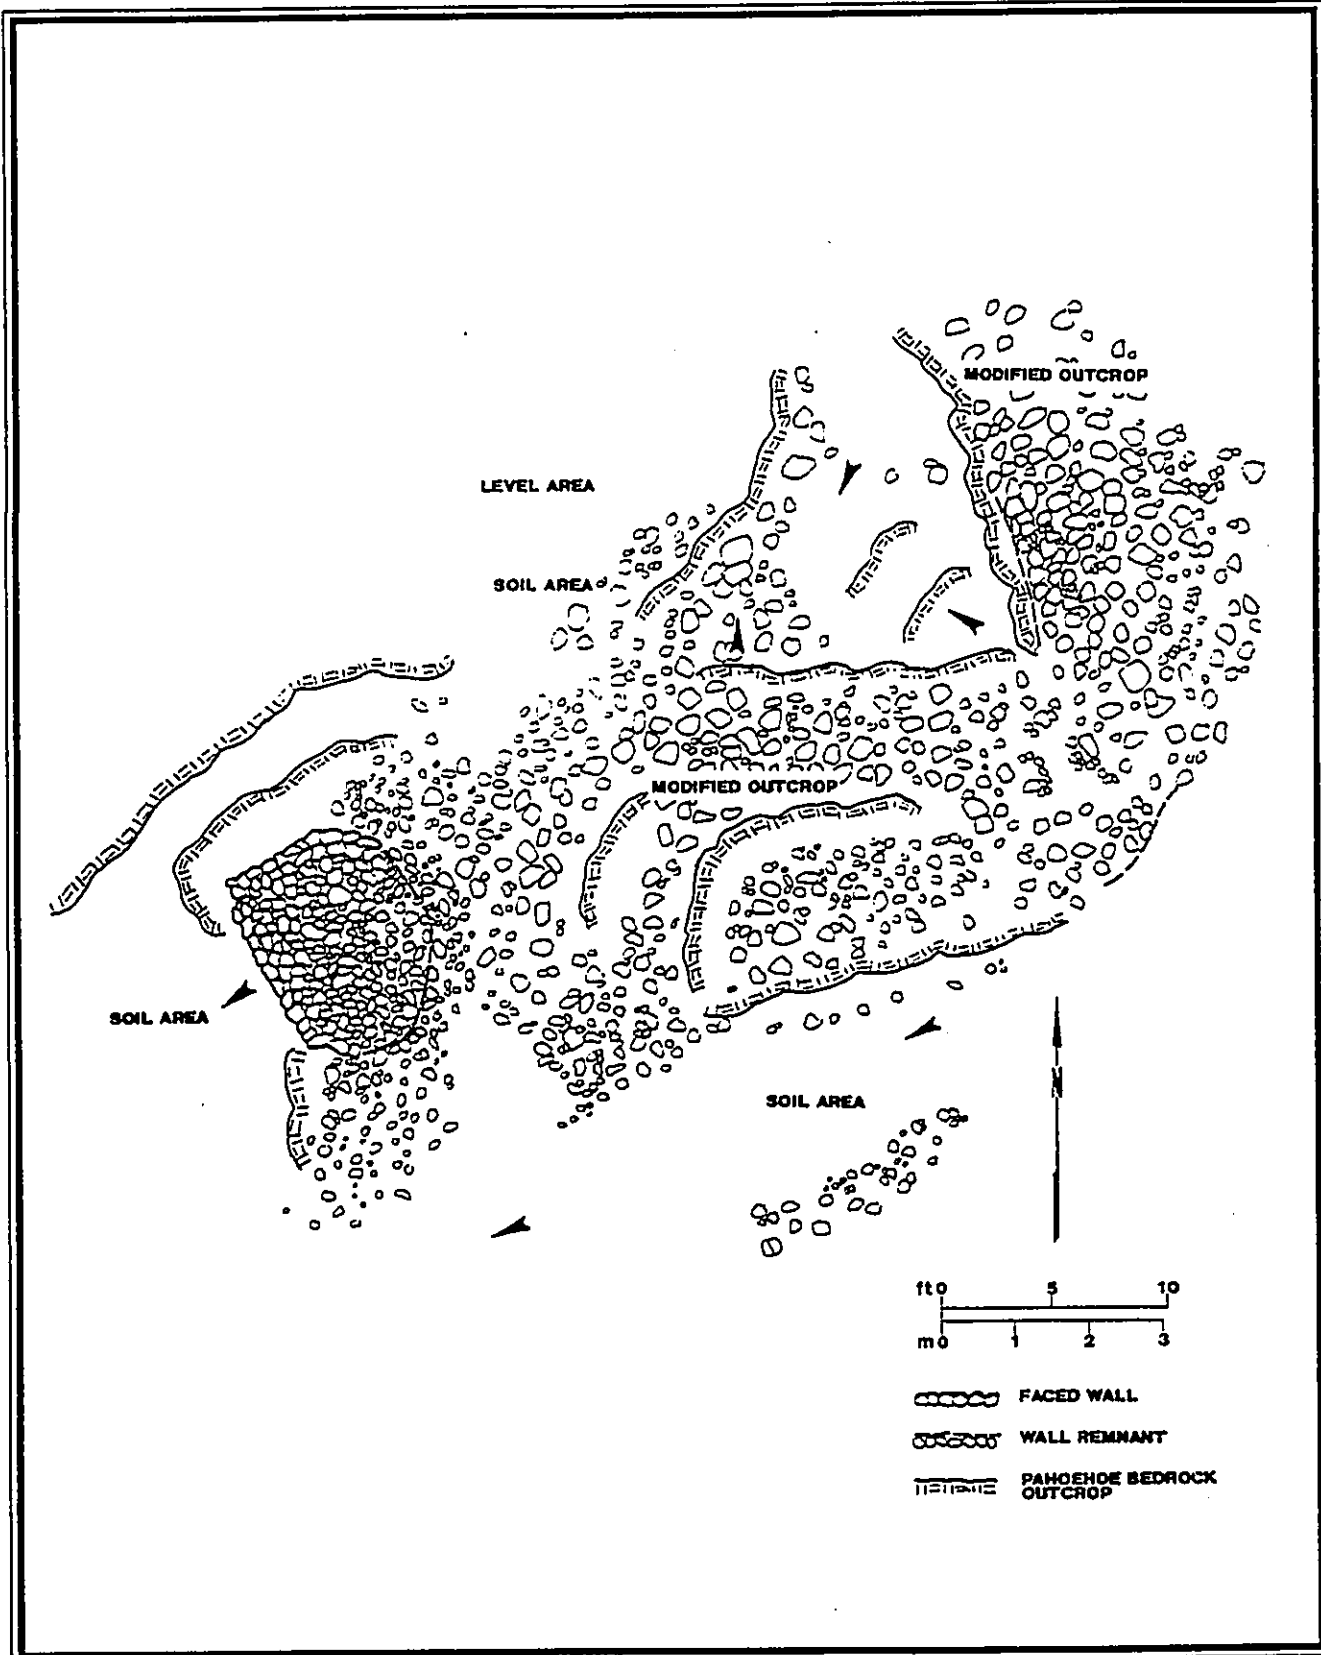 MODIFIED OUTCROP
LEVEL AREA
SOIL AREA
MODIFIED OUTCROP
SOIL AREA
SOIL AREA
N
ft 0 5 10
m 0 1 2 3
FACED WALL
WALL REMNANT
PAHOEHOE BEDROCK
OUTCROP